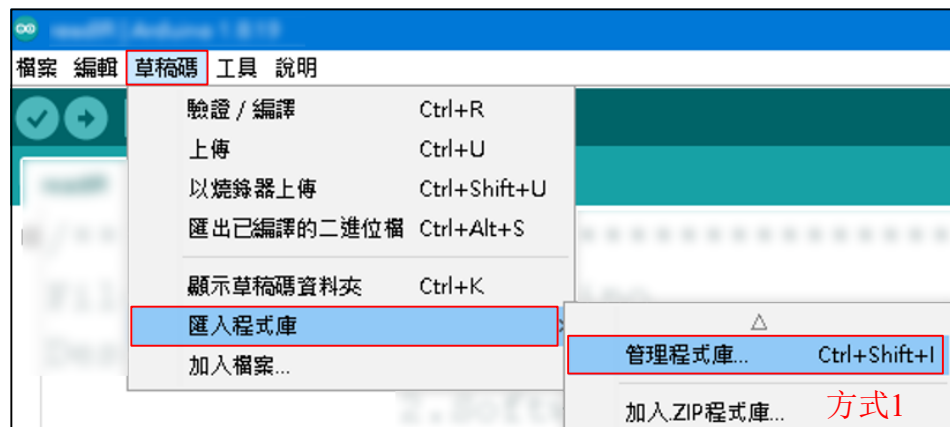 檔案 編輯 草稿碼 工具 說明
驗證 / 編譯 Ctrl+R
上傳 Ctrl+U
以燒錄器上傳 Ctrl+Shift+U
匯出已編譯的二進位檔 Ctrl+Alt+S
顯示草稿碼資料夾 Ctrl+K
匯入程式庫
加入檔案...
管理程式庫... Ctrl+Shift+I
加入.ZIP程式庫... 方式1